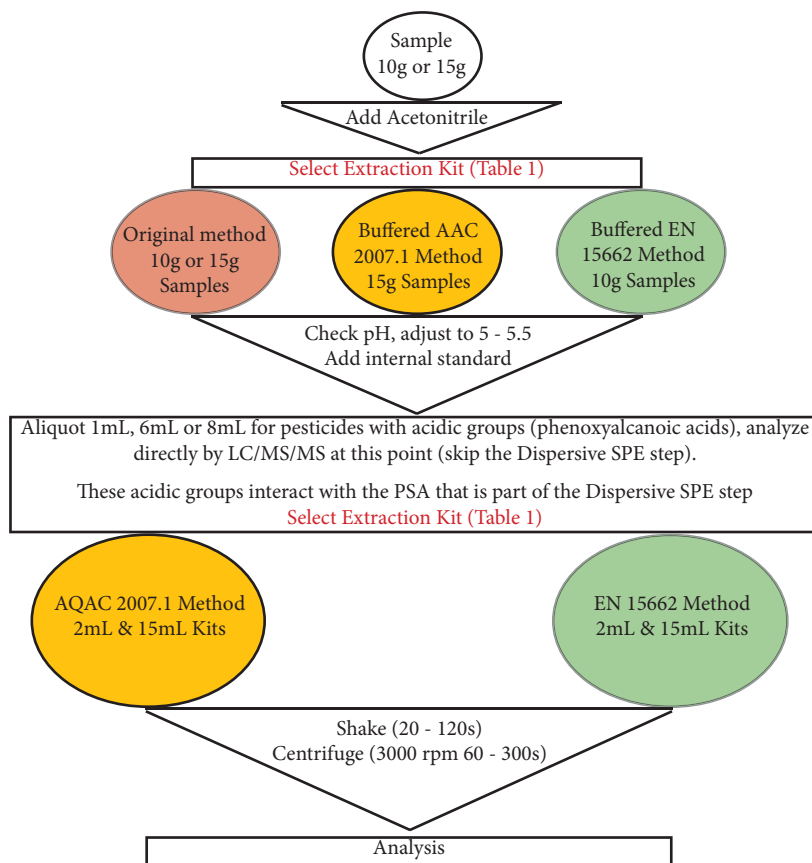 Sample
10g or 15g
Add Acetonitrile
Select Extraction Kit (Table 1)
Original method
10g or 15g
Samples
Buffered AAC
2007.1 Method
15g Samples
Buffered EN
15662 Method
10g Samples
Check pH, adjust to 5 - 5.5
Add internal standard
Aliquot 1mL, 6mL or 8mL for pesticides with acidic groups (phenoxyalcanoic acids), analyze
directly by LC/MS/MS at this point (skip the Dispersive SPE step).
These acidic groups interact with the PSA that is part of the Dispersive SPE step
Select Extraction Kit (Table 1)
AQAC 2007.1 Method
2mL & 15mL Kits
EN 15662 Method
2mL & 15mL Kits
Shake (20 - 120s)
Centrifuge (3000 rpm 60 - 300s)
Analysis